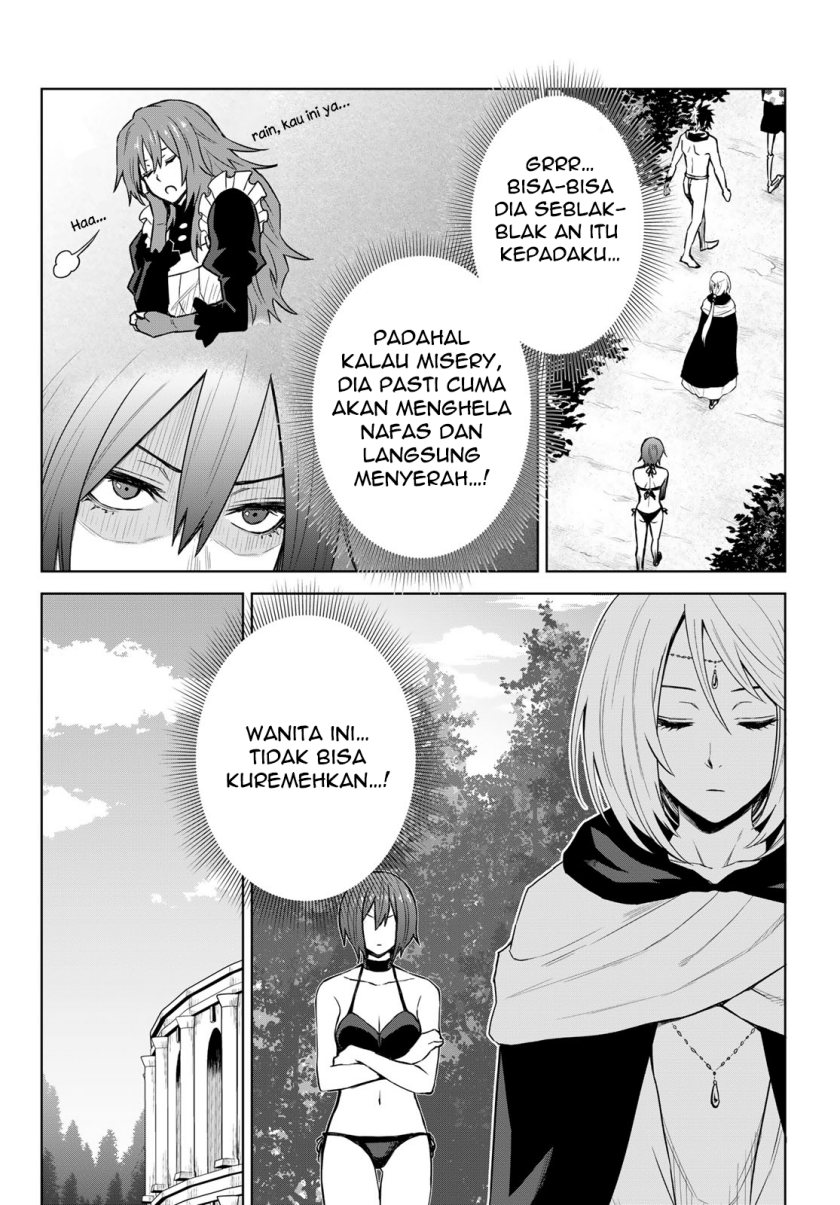 GRRR...
BISA-BISA
DIA SEBLAK-
BLAK AN ITU
KEPADAKU...
PADAHAL
KALAU MISERY,
DIA PASTI CUMA
AKAN MENGHELA
NAFAS DAN
LANGSUNG
MENYERAH...!
rain, kau ini ya...
Haa...
WANITA INI...
TIDAK BISA
KUREMEHKAN...!